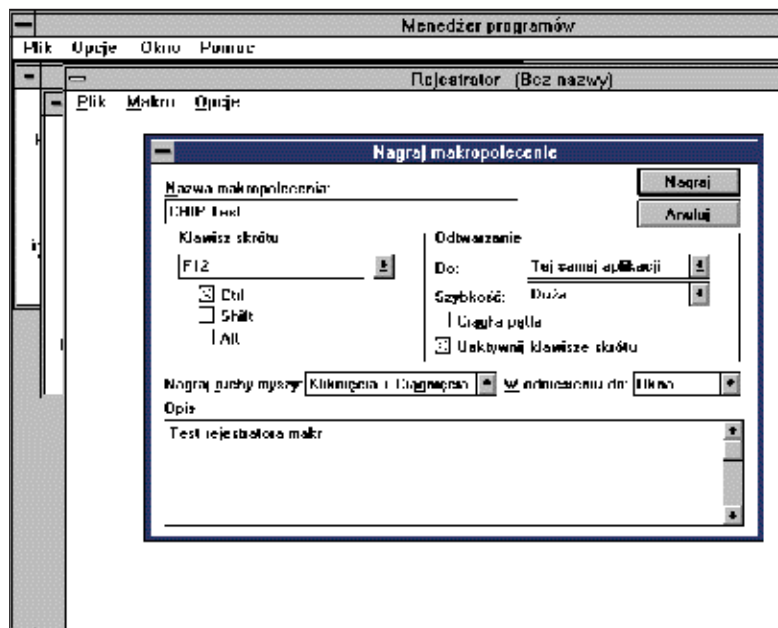 Menedżer programów
Plik Opcje Okno Pomoc
Rejestrator - (Bez nazwy)
Plik Makro Opcje
Nagraj makropolecenie
Nazwa makropolecenia:
Nagraj
CHIP Test
Anuluj
Klawisz skrótu
Odtwarzanie
F12
Do: Tej samej aplikacji
Ctrl
Szybkość: Duża
Shift
Ciągła pętla
Alt
Uaktywnij klawisze skrótu
Nagraj ruchy myszy: Kliknięcia + Ciągnięcia W odniesieniu do: Okna
Opis
Test rejestratora makr